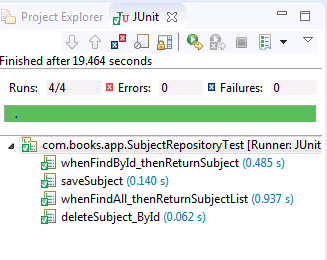 Project Explorer JUnit
Finished after 19.464 seconds
Runs: 4/4 Errors: 0 Failures: 0
com.books.app.SubjectRepositoryTest [Runner: JUnit
whenFindById_thenReturnSubject (0.485 s)
saveSubject (0.140 s)
whenFindAll_thenReturnSubjectList (0.937 s)
deleteSubject_ById (0.062 s)